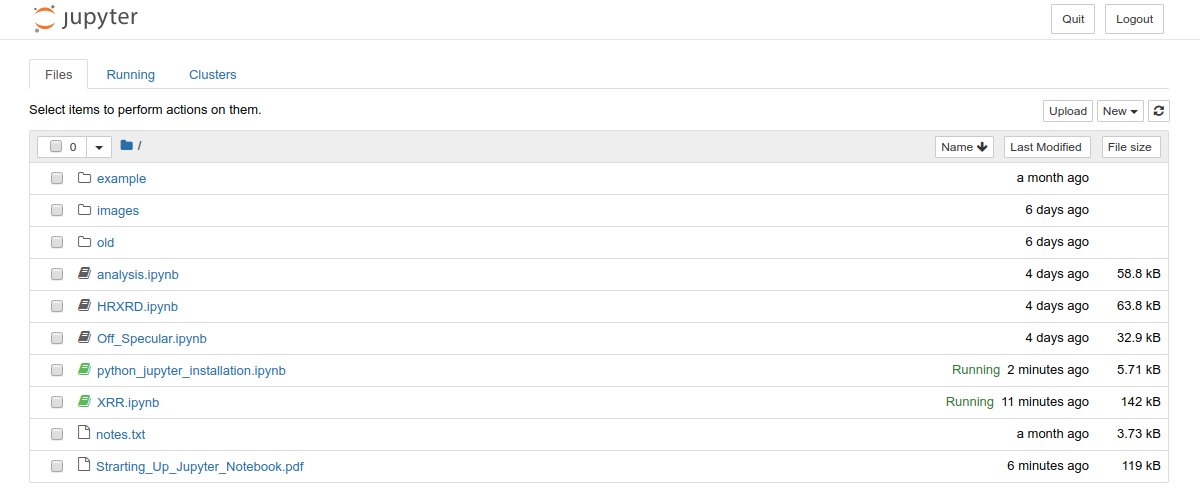 jupyter Quit Logout
Files Running Clusters
Select items to perform actions on them. Upload New
0 / Name Last Modified File size
example a month ago
images 6 days ago
old 6 days ago
analysis.ipynb 4 days ago 58.8 kB
HRXRD.ipynb 4 days ago 63.8 kB
Off_Specular.ipynb 4 days ago 32.9 kB
python_jupyter_installation.ipynb Running 2 minutes ago 5.71 kB
XRR.ipynb Running 11 minutes ago 142 kB
notes.txt a month ago 3.73 kB
Strarting_Up_Jupyter_Notebook.pdf 6 minutes ago 119 kB